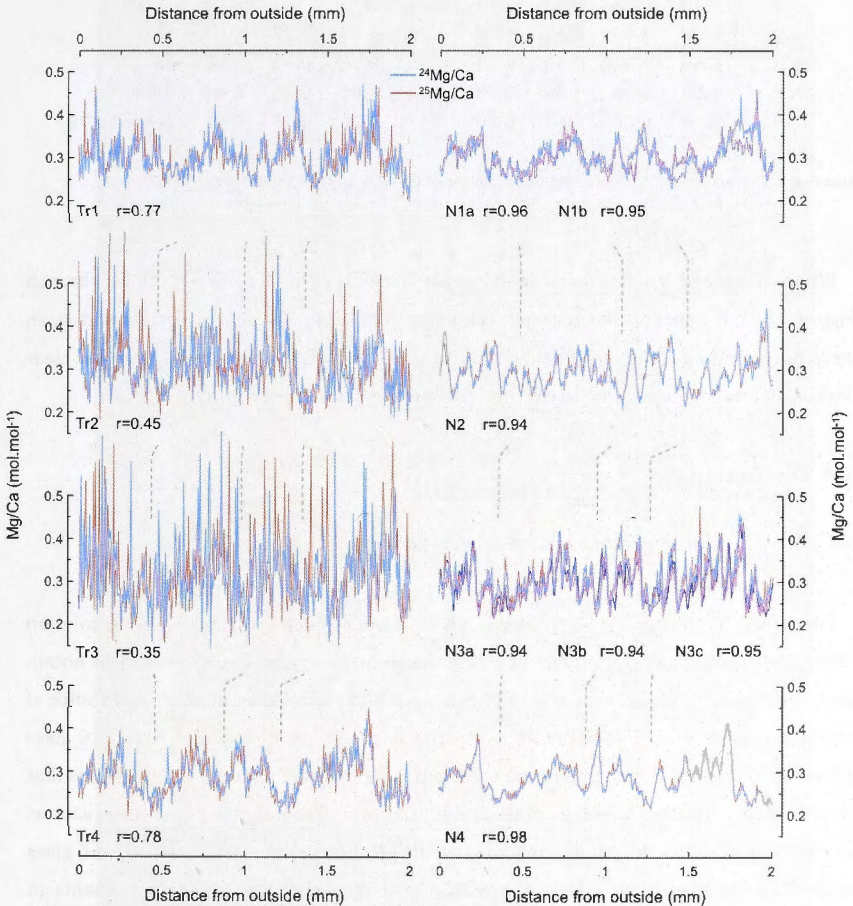 Distance from outside (mm) Distance from outside (mm)
0 0.5 1 1.5 2 0 0.5 1 1.5 2
²⁴Mg/Ca
²⁵Mg/Ca
0.5 0.5
0.4 0.4
0.3 0.3
0.2 0.2
Tr1 r=0.77 N1a r=0.96 N1b r=0.95
0.5 0.5
0.4 0.4
0.3 0.3
0.2 0.2
Tr2 r=0.45 N2 r=0.94
Mg/Ca (mol.mol⁻¹) Mg/Ca (mol.mol⁻¹)
0.5 0.5
0.4 0.4
0.3 0.3
0.2 0.2
Tr3 r=0.35 N3a r=0.94 N3b r=0.94 N3c r=0.95
0.5 0.5
0.4 0.4
0.3 0.3
0.2 0.2
Tr4 r=0.78 N4 r=0.98
0 0.5 1 1.5 2 0 0.5 1 1.5 2
Distance from outside (mm) Distance from outside (mm)